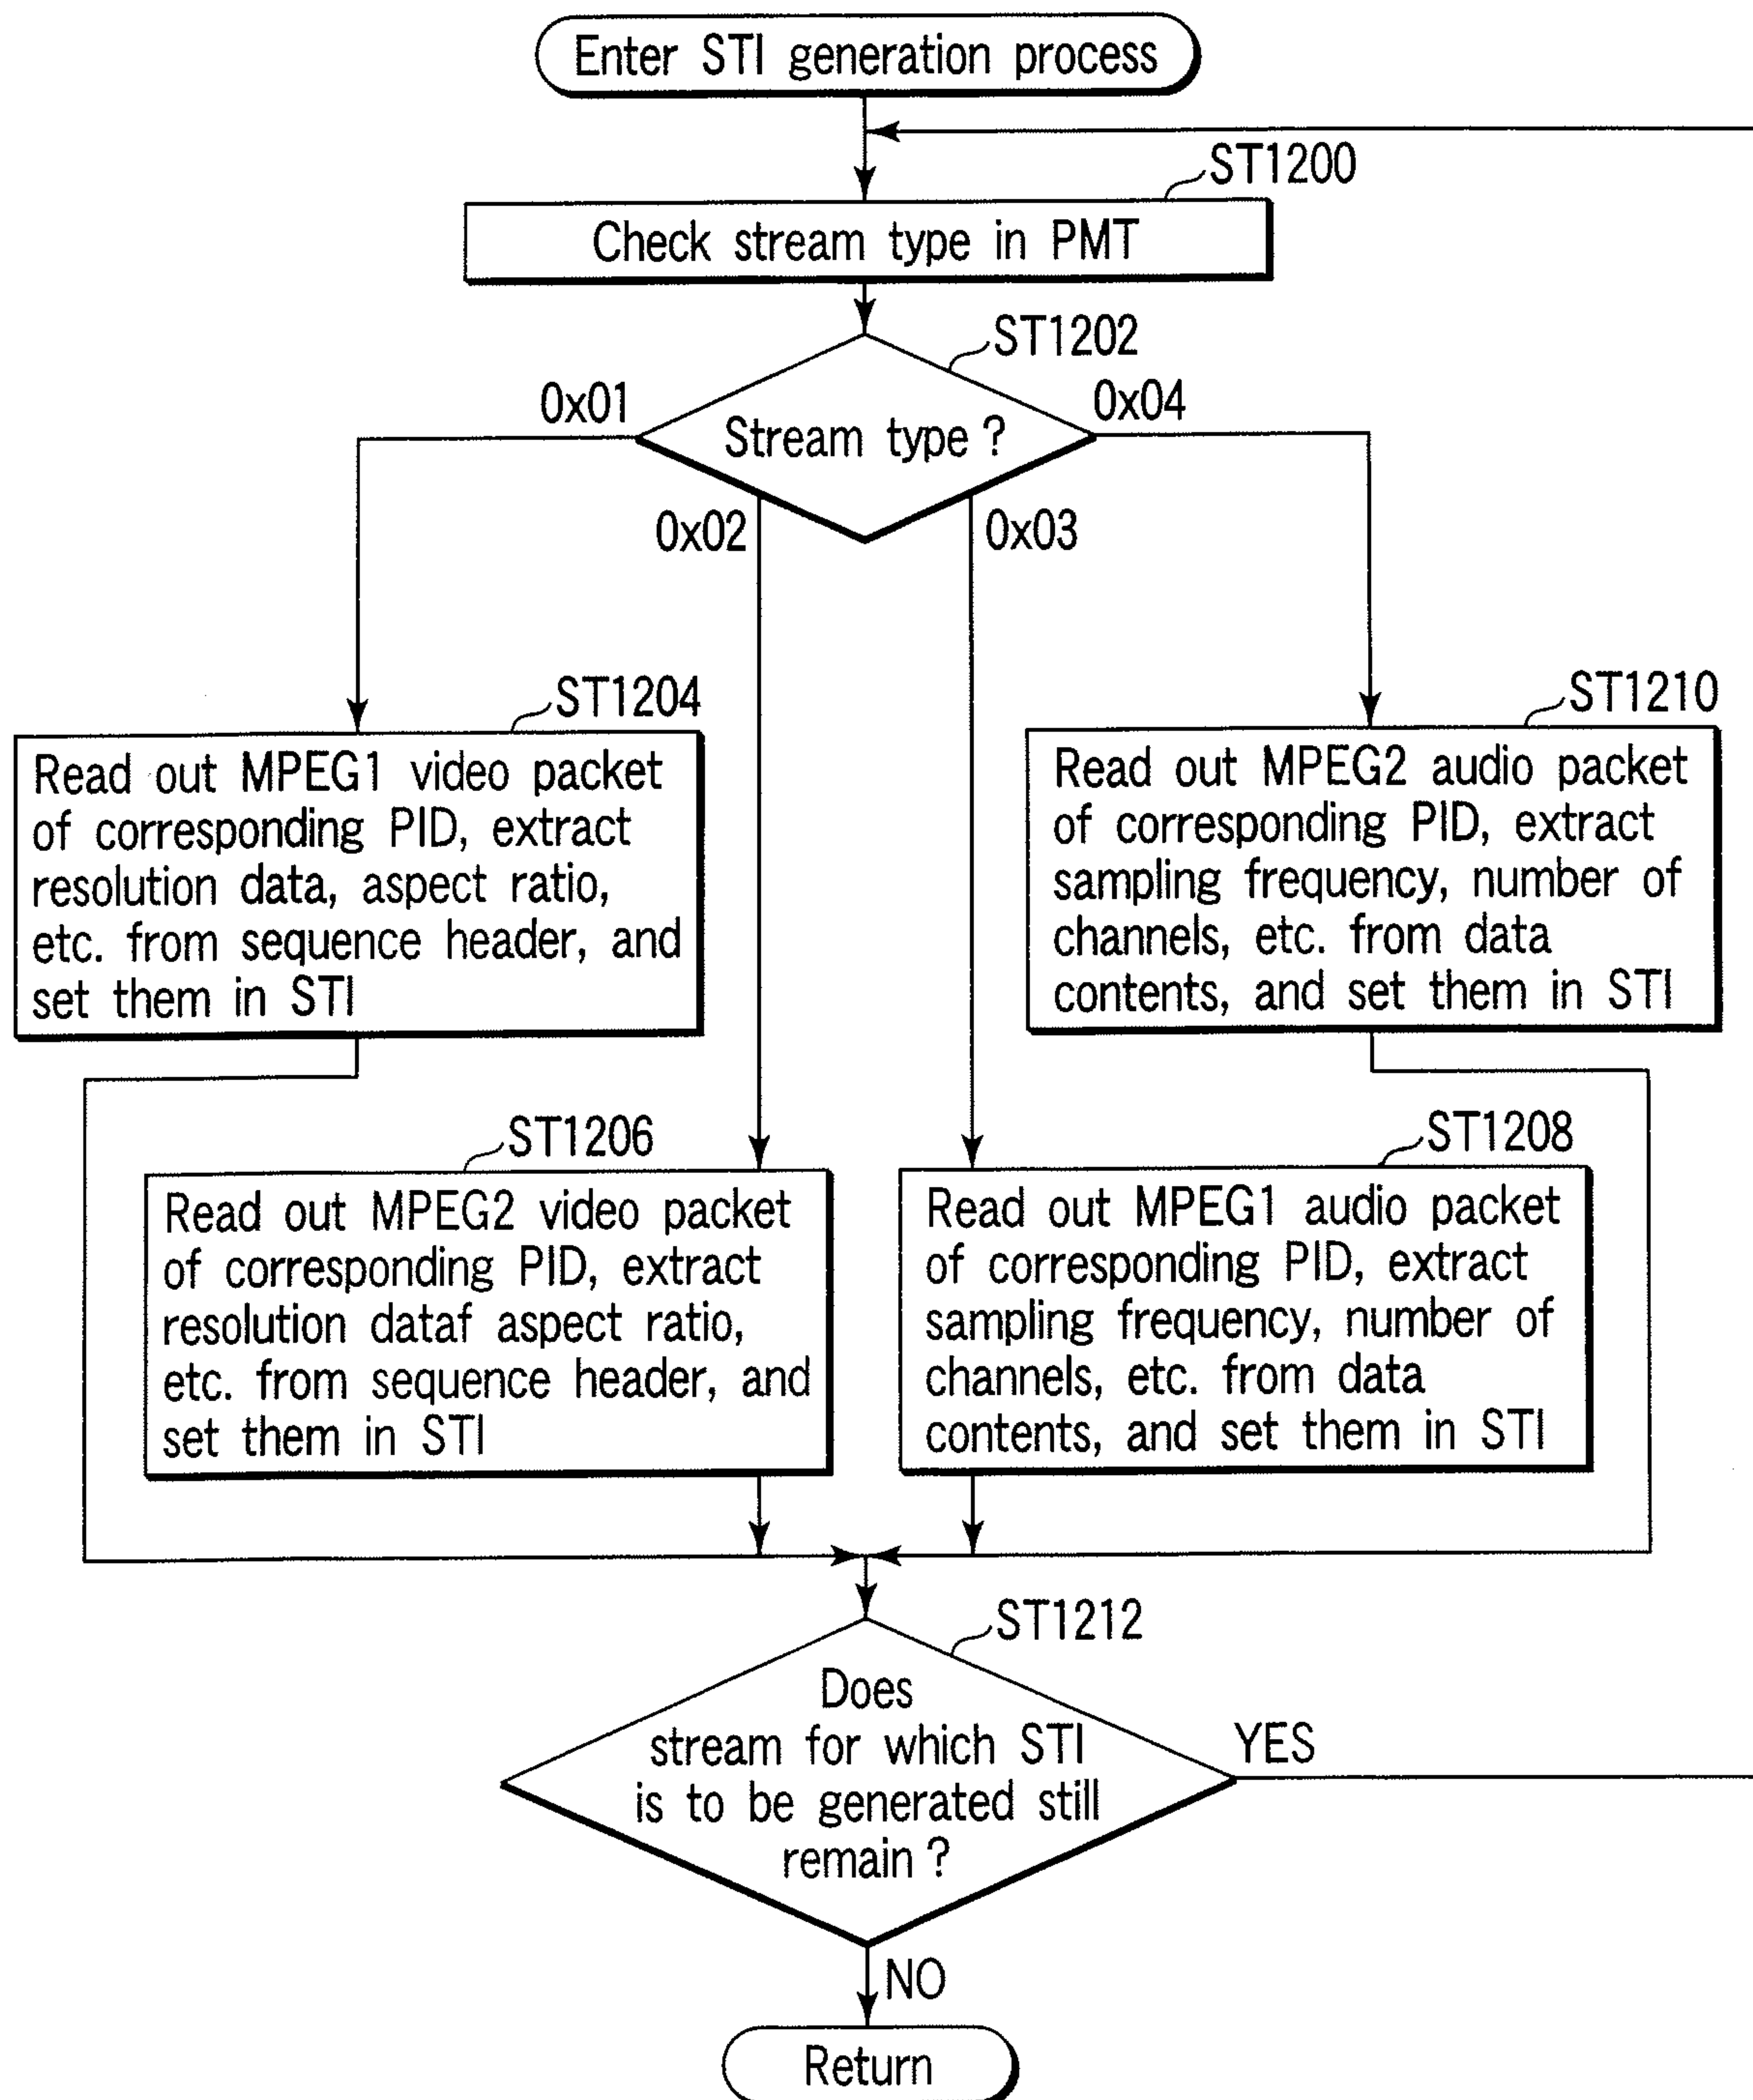 Enter STI generation process
ST1200
Check stream type in PMT
ST1202
0x01
0x04
Stream type ?
0x02
0x03
ST1204
Read out MPEG1 video packet
of corresponding PID, extract
resolution data, aspect ratio,
etc. from sequence header, and
set them in STI
ST1210
Read out MPEG2 audio packet
of corresponding PID, extract
sampling frequency, number of
channels, etc. from data
contents, and set them in STI
ST1206
Read out MPEG2 video packet
of corresponding PID, extract
resolution dataf aspect ratio,
etc. from sequence header, and
set them in STI
ST1208
Read out MPEG1 audio packet
of corresponding PID, extract
sampling frequency, number of
channels, etc. from data
contents, and set them in STI
ST1212
Does
stream for which STI
is to be generated still
remain ?
YES
NO
Return